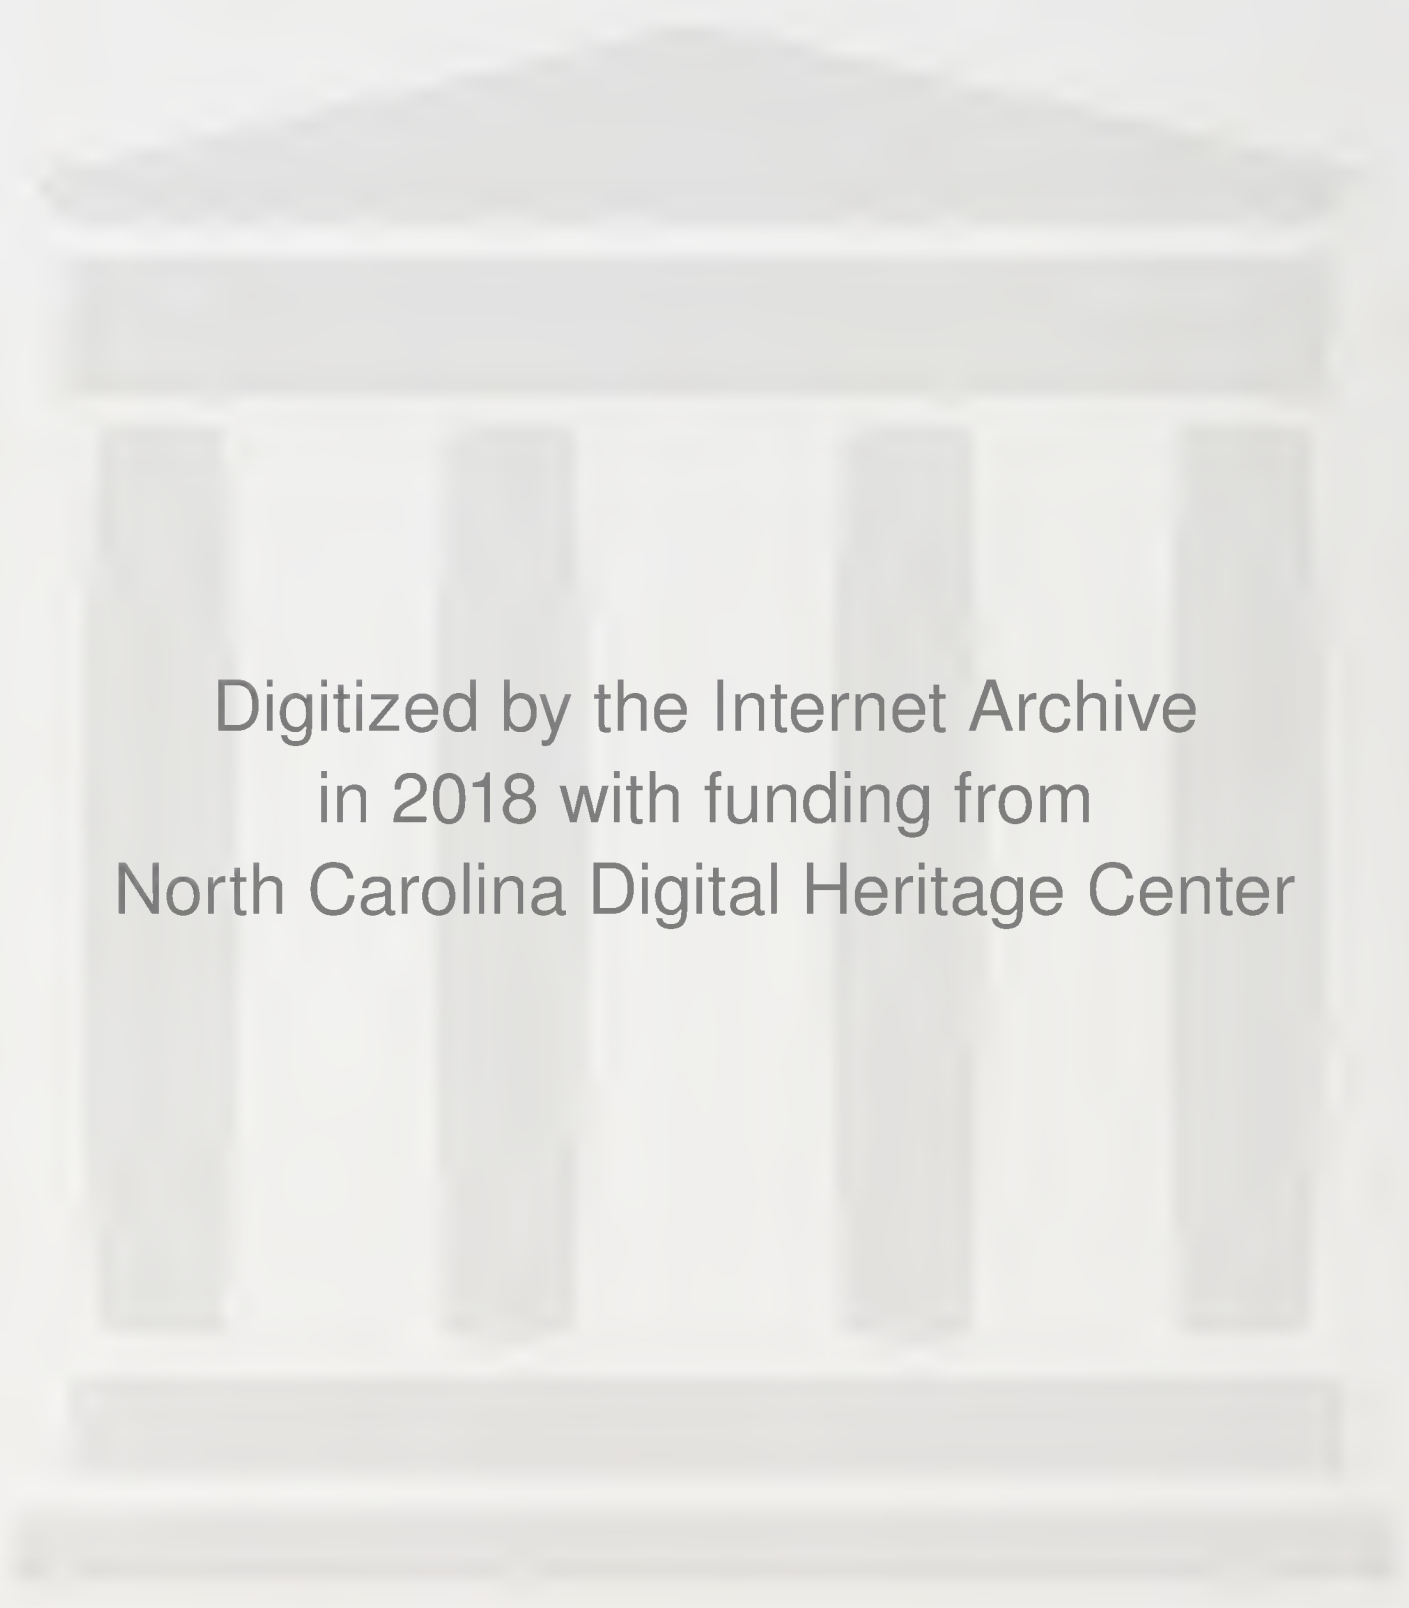 Digitized by the Internet Archive
in 2018 with funding from
North Carolina Digital Heritage Center